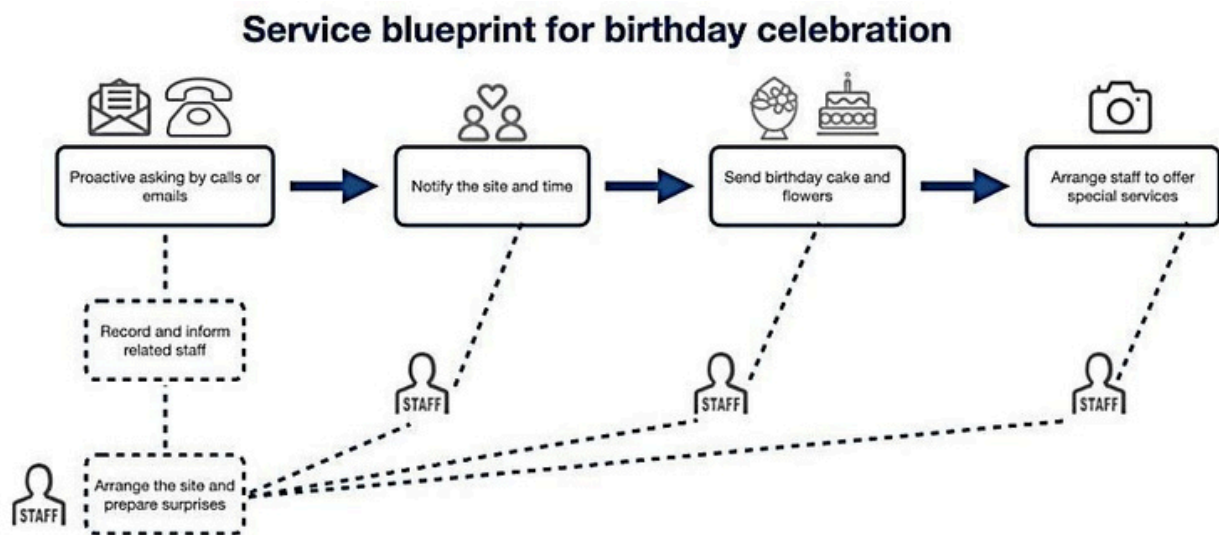 Service blueprint for birthday celebration
Proactive asking by calls or
emails
Notify the site and time
Send birthday cake and
flowers
Arrange staff to offer
special services
Record and inform
related staff
STAFF
STAFF
STAFF
Arrange the site and
prepare surprises
STAFF